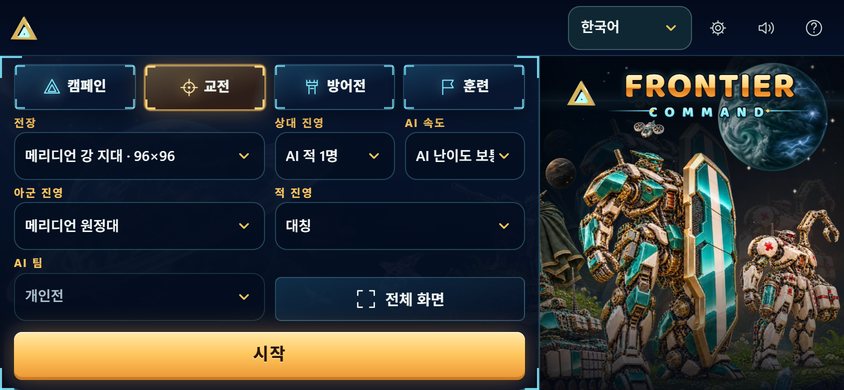 한국어
캠페인
교전
방어전
훈련
전장
상대 진영
AI 속도
메리디언 강 지대 · 96×96
AI 적 1명
AI 난이도 보통
아군 진영
적 진영
메리디언 원정대
대칭
AI 팀
개인전
전체 화면
시작
FRONTIER
COMMAND